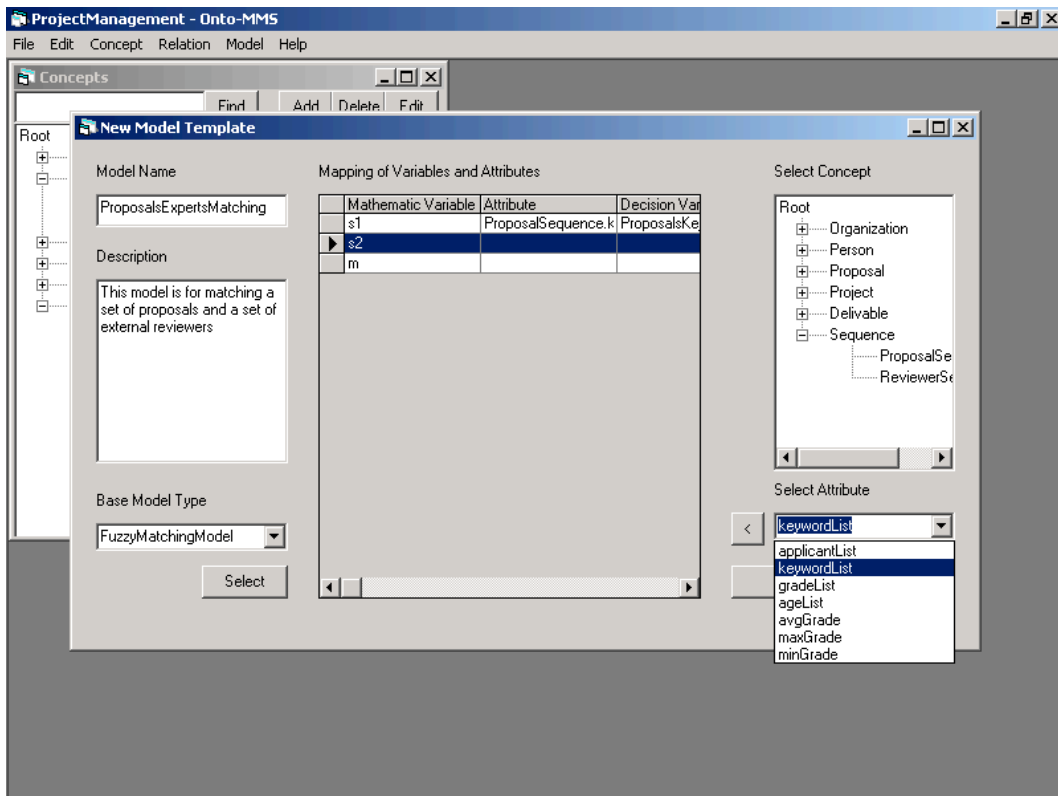 ProjectManagement - Onto-MMS
File Edit Concept Relation Model Help
Concepts
Find Add Delete Edit
Root
New Model Template
Model Name
ProposalsExpertsMatching
Description
This model is for matching a
set of proposals and a set of
external reviewers
Base Model Type
FuzzyMatchingModel
Select
Mapping of Variables and Attributes
Mathematic Variable Attribute Decision Var
s1 ProposalSequence.k ProposalsKe
s2
m
<
Select Concept
Root
Organization
Person
Proposal
Project
Delivable
Sequence
ProposalSe
ReviewerSe
Select Attribute
keywordList
applicantList
keywordList
gradeList
ageList
avgGrade
maxGrade
minGrade